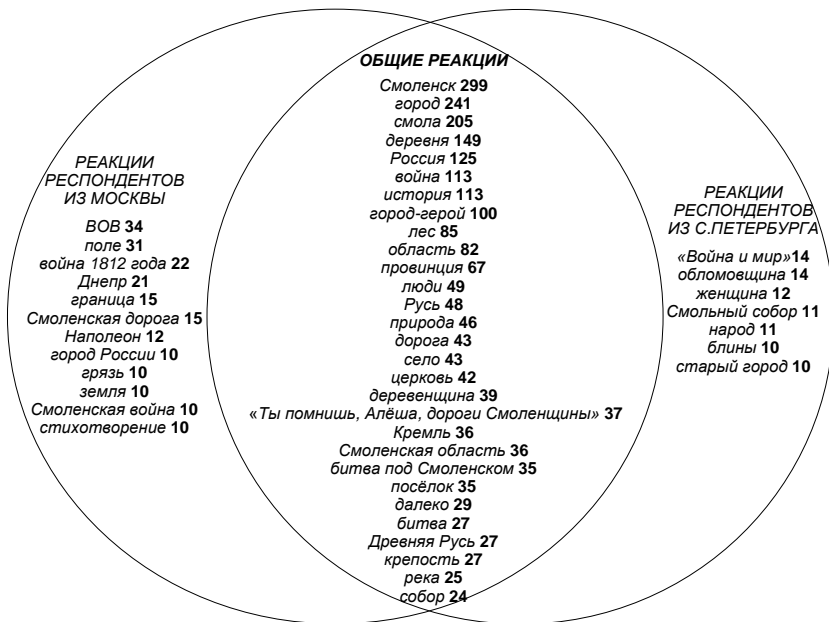 ОБЩИЕ РЕАКЦИИ
Смоленск 299
город 241
смола 205
деревня 149
Россия 125
война 113
история 113
город-герой 100
лес 85
область 82
провинция 67
люди 49
Русь 48
природа 46
дорога 43
село 43
церковь 42
деревенщина 39
«Ты помнишь, Алёша, дороги Смоленщины» 37
Кремль 36
Смоленская область 36
битва под Смоленском 35
посёлок 35
далеко 29
битва 27
Древняя Русь 27
крепость 27
река 25
собор 24
РЕАКЦИИ
РЕСПОНДЕНТОВ
ИЗ МОСКВЫ
ВОВ 34
поле 31
война 1812 года 22
Днепр 21
граница 15
Смоленская дорога 15
Наполеон 12
город России 10
грязь 10
земля 10
Смоленская война 10
стихотворение 10
РЕАКЦИИ
РЕСПОНДЕНТОВ
ИЗ С.ПЕТЕРБУРГА
«Война и мир»14
обломовщина 14
женщина 12
Смольный собор 11
народ 11
блины 10
старый город 10